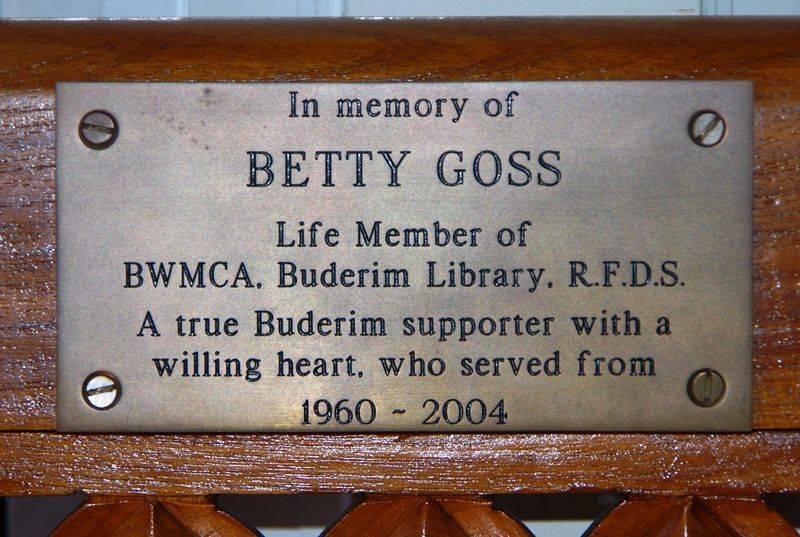 In memory of
BETTY GOSS
Life Member of
BWMCA, Buderim Library, R.F.D.S.
A true Buderim supporter with a
willing heart, who served from
1960 ~ 2004